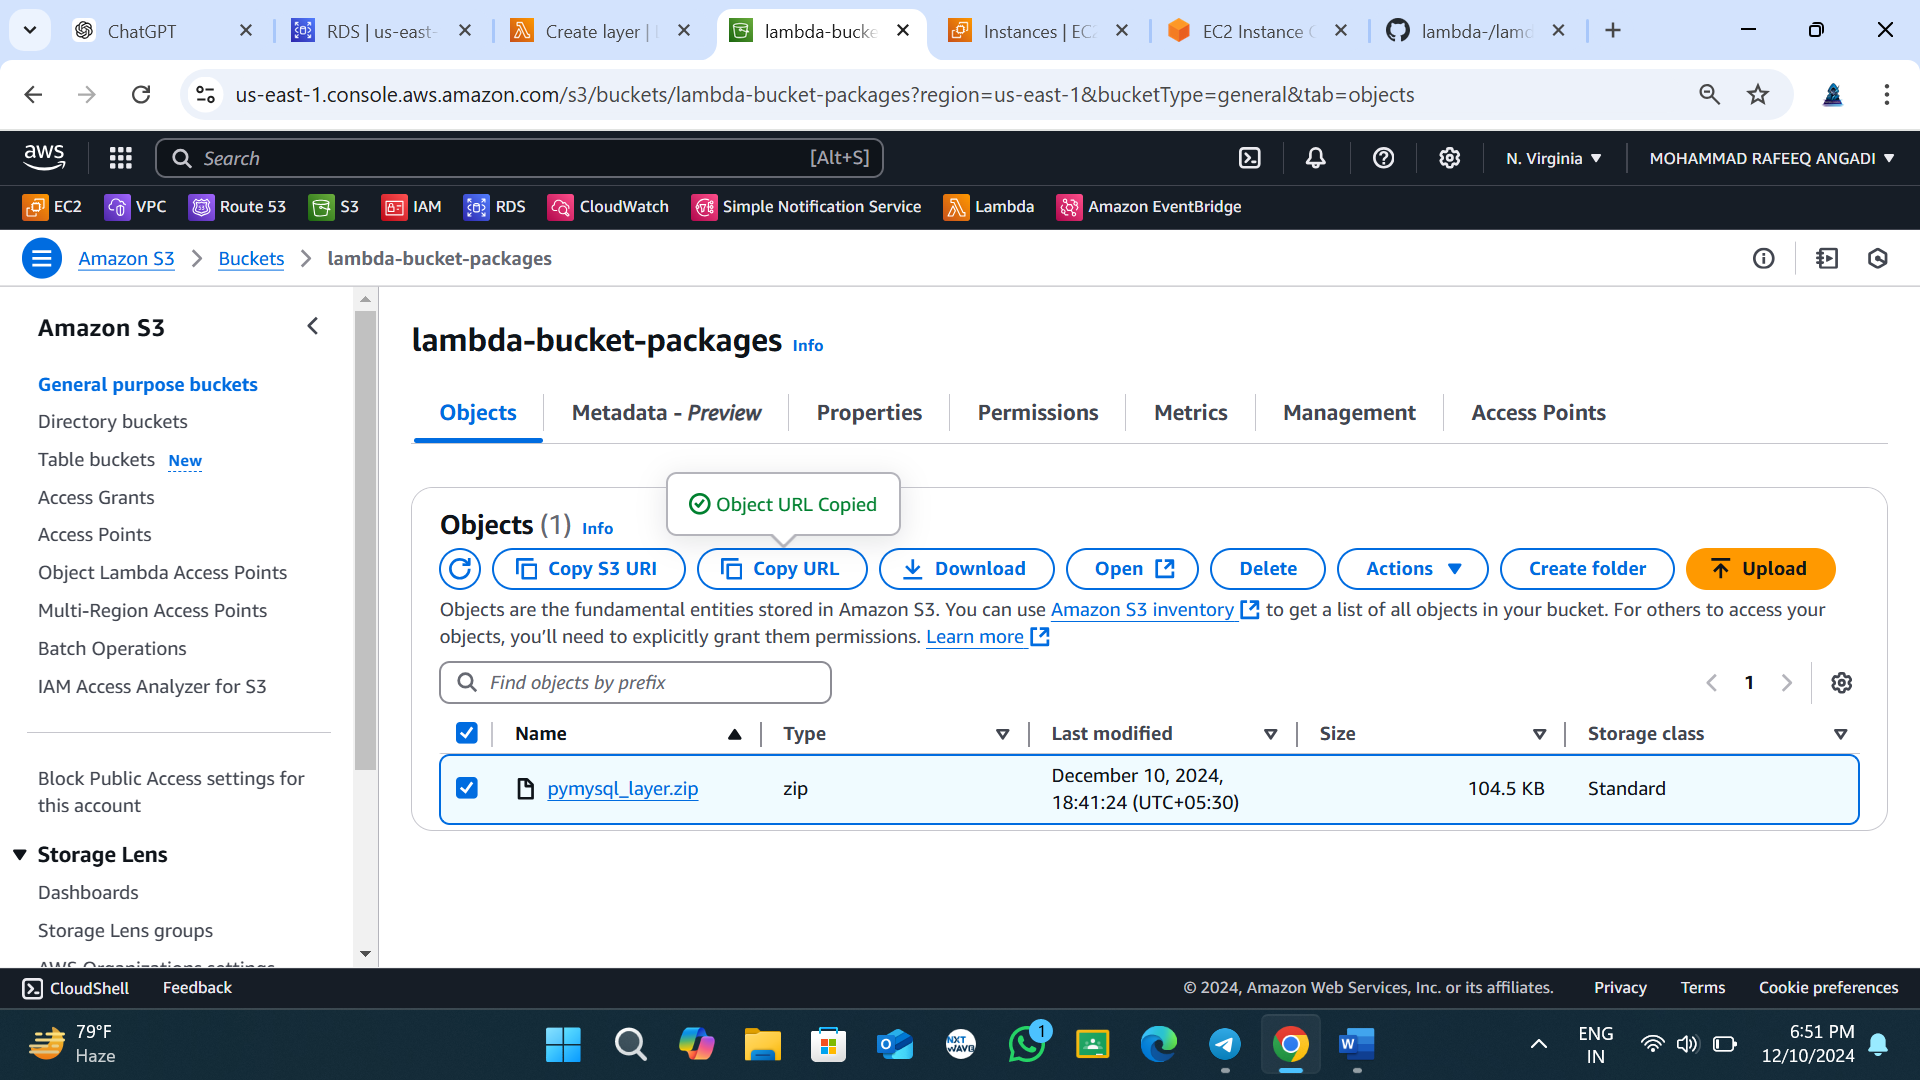 ChatGPT
RDS | us-east-
Create layer |
lambda-bucke
Instances | EC2
EC2 Instance C
lambda-/lamd
us-east-1.console.aws.amazon.com/s3/buckets/lambda-bucket-packages?region=us-east-1&bucketType=general&tab=objects
aws
Search [Alt+S]
N. Virginia
MOHAMMAD RAFEEQ ANGADI
EC2 VPC Route 53 S3 IAM RDS CloudWatch Simple Notification Service Lambda Amazon EventBridge
Amazon S3 > Buckets > lambda-bucket-packages
Amazon S3
General purpose buckets
Directory buckets
Table buckets New
Access Grants
Access Points
Object Lambda Access Points
Multi-Region Access Points
Batch Operations
IAM Access Analyzer for S3
Block Public Access settings for
this account
Storage Lens
Dashboards
Storage Lens groups
AWS Organizations settings
lambda-bucket-packages Info
Objects Metadata - Preview Properties Permissions Metrics Management Access Points
Object URL Copied
Objects (1) Info
Copy S3 URI Copy URL Download Open Delete Actions Create folder Upload
Objects are the fundamental entities stored in Amazon S3. You can use Amazon S3 inventory to get a list of all objects in your bucket. For others to access your
objects, you’ll need to explicitly grant them permissions. Learn more
Find objects by prefix
1
Name Type Last modified Size Storage class
pymysql_layer.zip zip December 10, 2024, 18:41:24 (UTC+05:30) 104.5 KB Standard
CloudShell Feedback © 2024, Amazon Web Services, Inc. or its affiliates. Privacy Terms Cookie preferences
79°F
Haze
NXT
WAVE
1
ENG
IN
6:51 PM
12/10/2024